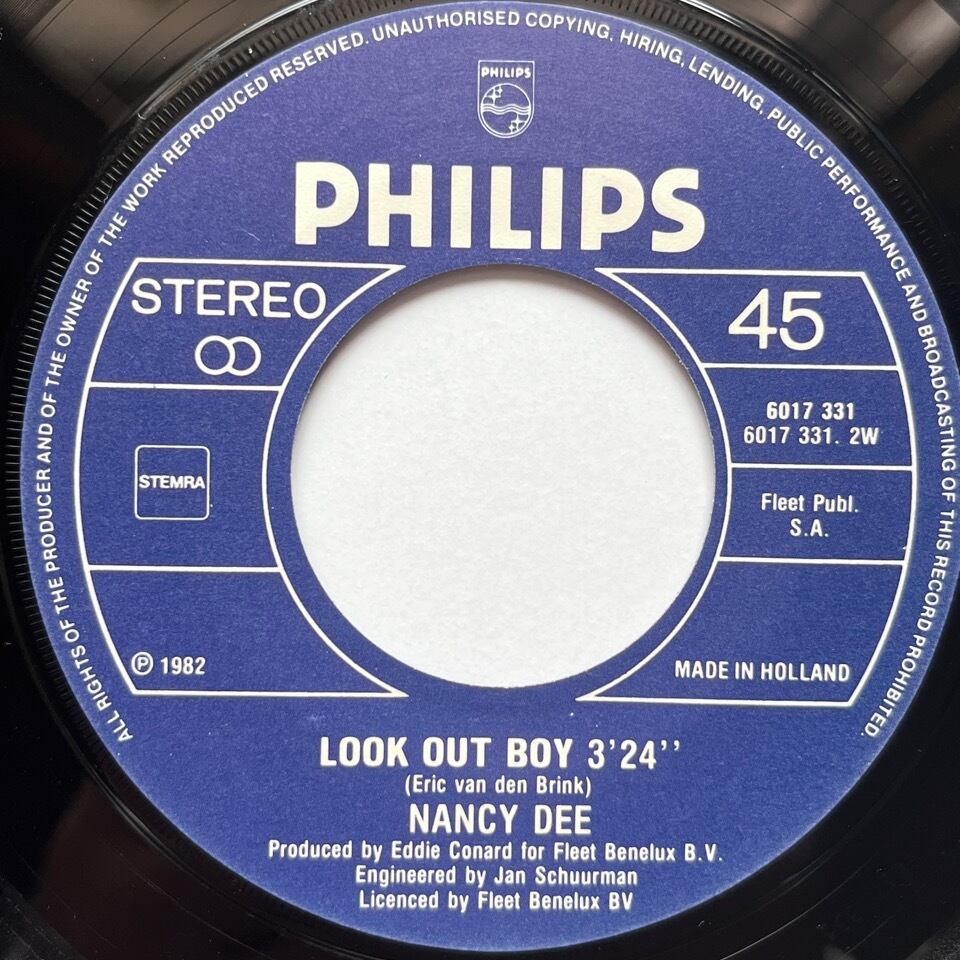 ALL RIGHTS OF THE PRODUCER AND OF THE OWNER OF THE WORK REPRODUCED RESERVED. UNAUTHORISED COPYING, HIRING, LENDING, PUBLIC PERFORMANCE AND BROADCASTING OF THIS RECORD PROHIBITED.
PHILIPS
PHILIPS
STEREO
45
6017 331
6017 331. 2W
STEMRA
Fleet Publ.
S.A.
℗ 1982
MADE IN HOLLAND
LOOK OUT BOY 3'24''
(Eric van den Brink)
NANCY DEE
Produced by Eddie Conard for Fleet Benelux B.V.
Engineered by Jan Schuurman
Licenced by Fleet Benelux BV